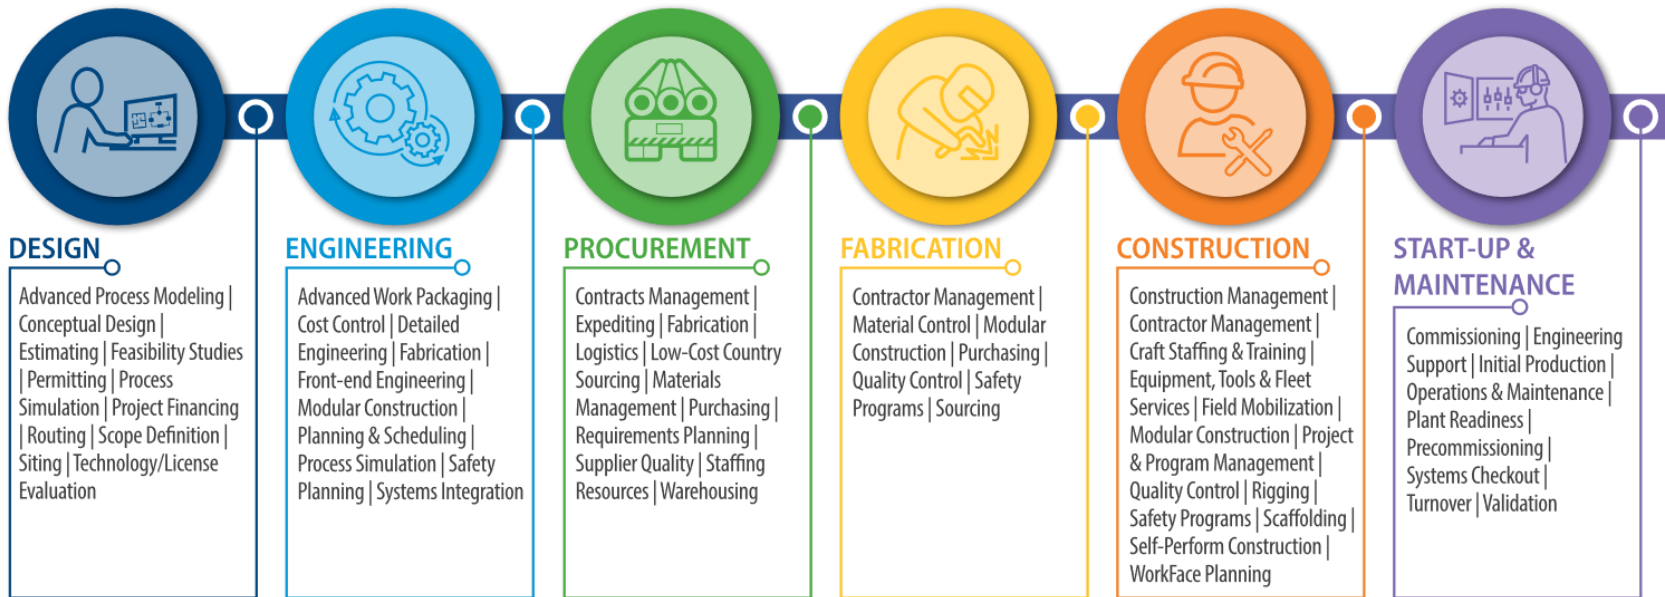 DESIGN
Advanced Process Modeling |
Conceptual Design |
Estimating | Feasibility Studies
| Permitting | Process
Simulation | Project Financing
| Routing | Scope Definition |
Siting | Technology/License
Evaluation
ENGINEERING
Advanced Work Packaging |
Cost Control | Detailed
Engineering | Fabrication |
Front-end Engineering |
Modular Construction |
Planning & Scheduling |
Process Simulation | Safety
Planning | Systems Integration
PROCUREMENT
Contracts Management |
Expediting | Fabrication |
Logistics | Low-Cost Country
Sourcing | Materials
Management | Purchasing |
Requirements Planning |
Supplier Quality | Staffing
Resources | Warehousing
FABRICATION
Contractor Management |
Material Control | Modular
Construction | Purchasing |
Quality Control | Safety
Programs | Sourcing
CONSTRUCTION
Construction Management |
Contractor Management |
Craft Staffing & Training |
Equipment, Tools & Fleet
Services | Field Mobilization |
Modular Construction | Project
& Program Management |
Quality Control | Rigging |
Safety Programs | Scaffolding |
Self-Perform Construction |
WorkFace Planning
START-UP &
MAINTENANCE
Commissioning | Engineering
Support | Initial Production |
Operations & Maintenance |
Plant Readiness |
Precommissioning |
Systems Checkout |
Turnover | Validation